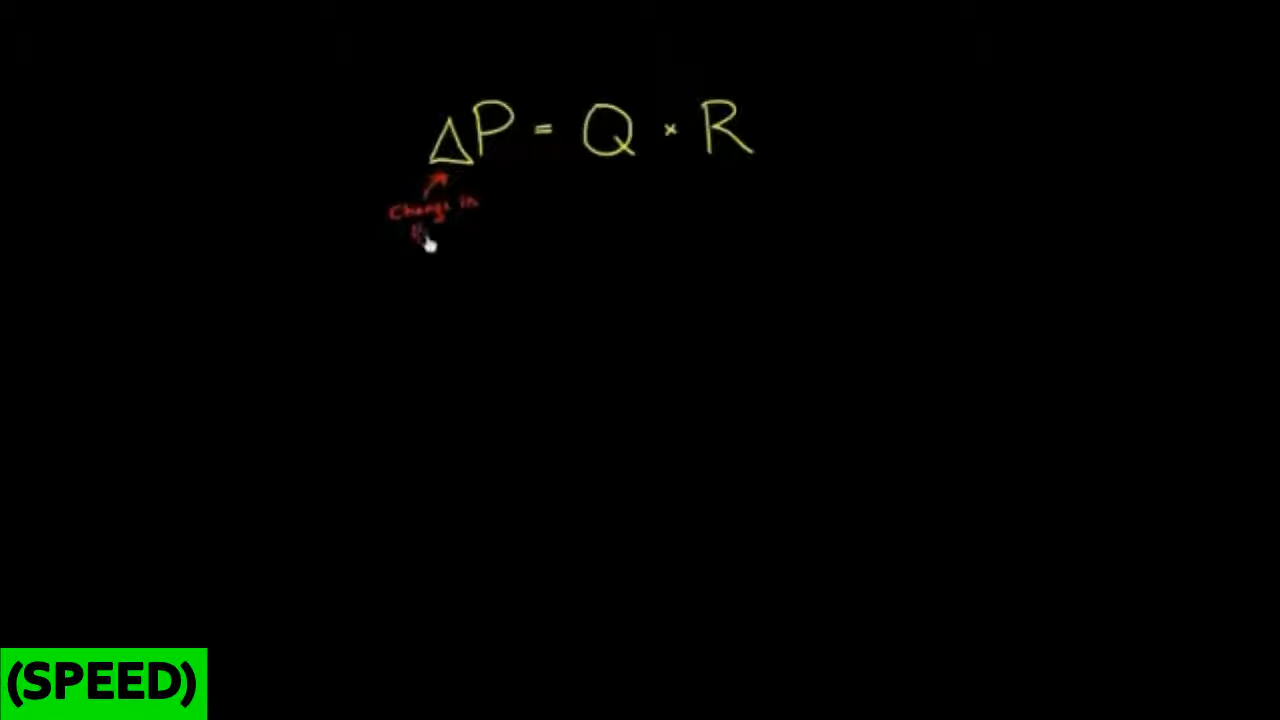 ΔP = Q × R
Change in
(SPEED)